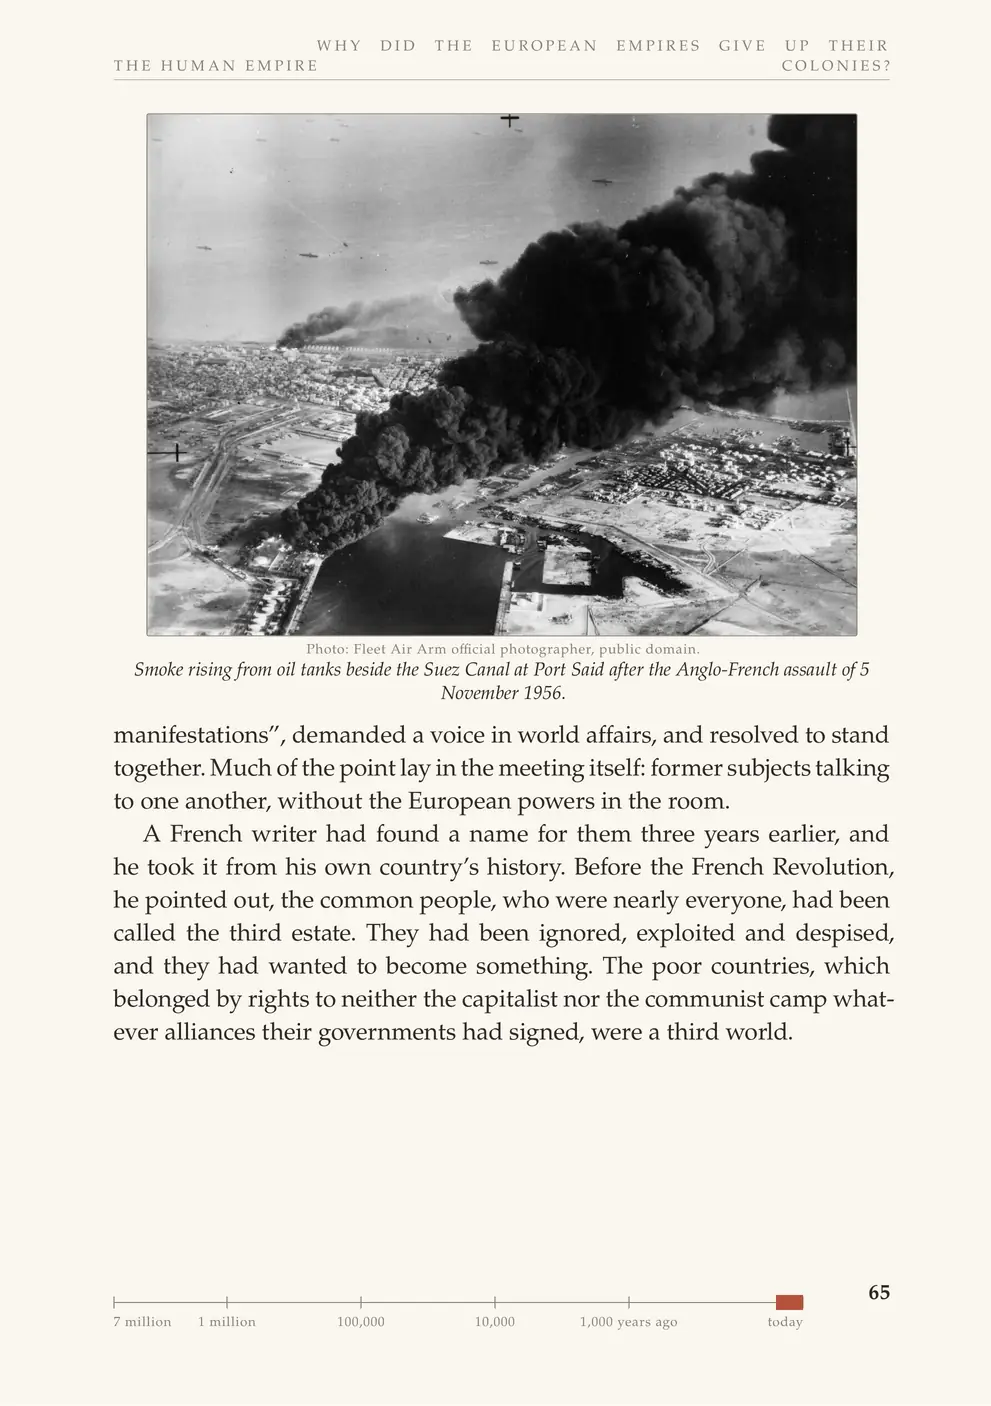 WHY DID THE EUROPEAN EMPIRES GIVE UP THEIR
THE HUMAN EMPIRE COLONIES?
Photo: Fleet Air Arm official photographer, public domain.
Smoke rising from oil tanks beside the Suez Canal at Port Said after the Anglo-French assault of 5
November 1956.
manifestations”, demanded a voice in world affairs, and resolved to stand
together. Much of the point lay in the meeting itself: former subjects talking
to one another, without the European powers in the room.
A French writer had found a name for them three years earlier, and
he took it from his own country’s history. Before the French Revolution,
he pointed out, the common people, who were nearly everyone, had been
called the third estate. They had been ignored, exploited and despised,
and they had wanted to become something. The poor countries, which
belonged by rights to neither the capitalist nor the communist camp what-
ever alliances their governments had signed, were a third world.
65
7 million 1 million 100,000 10,000 1,000 years ago today